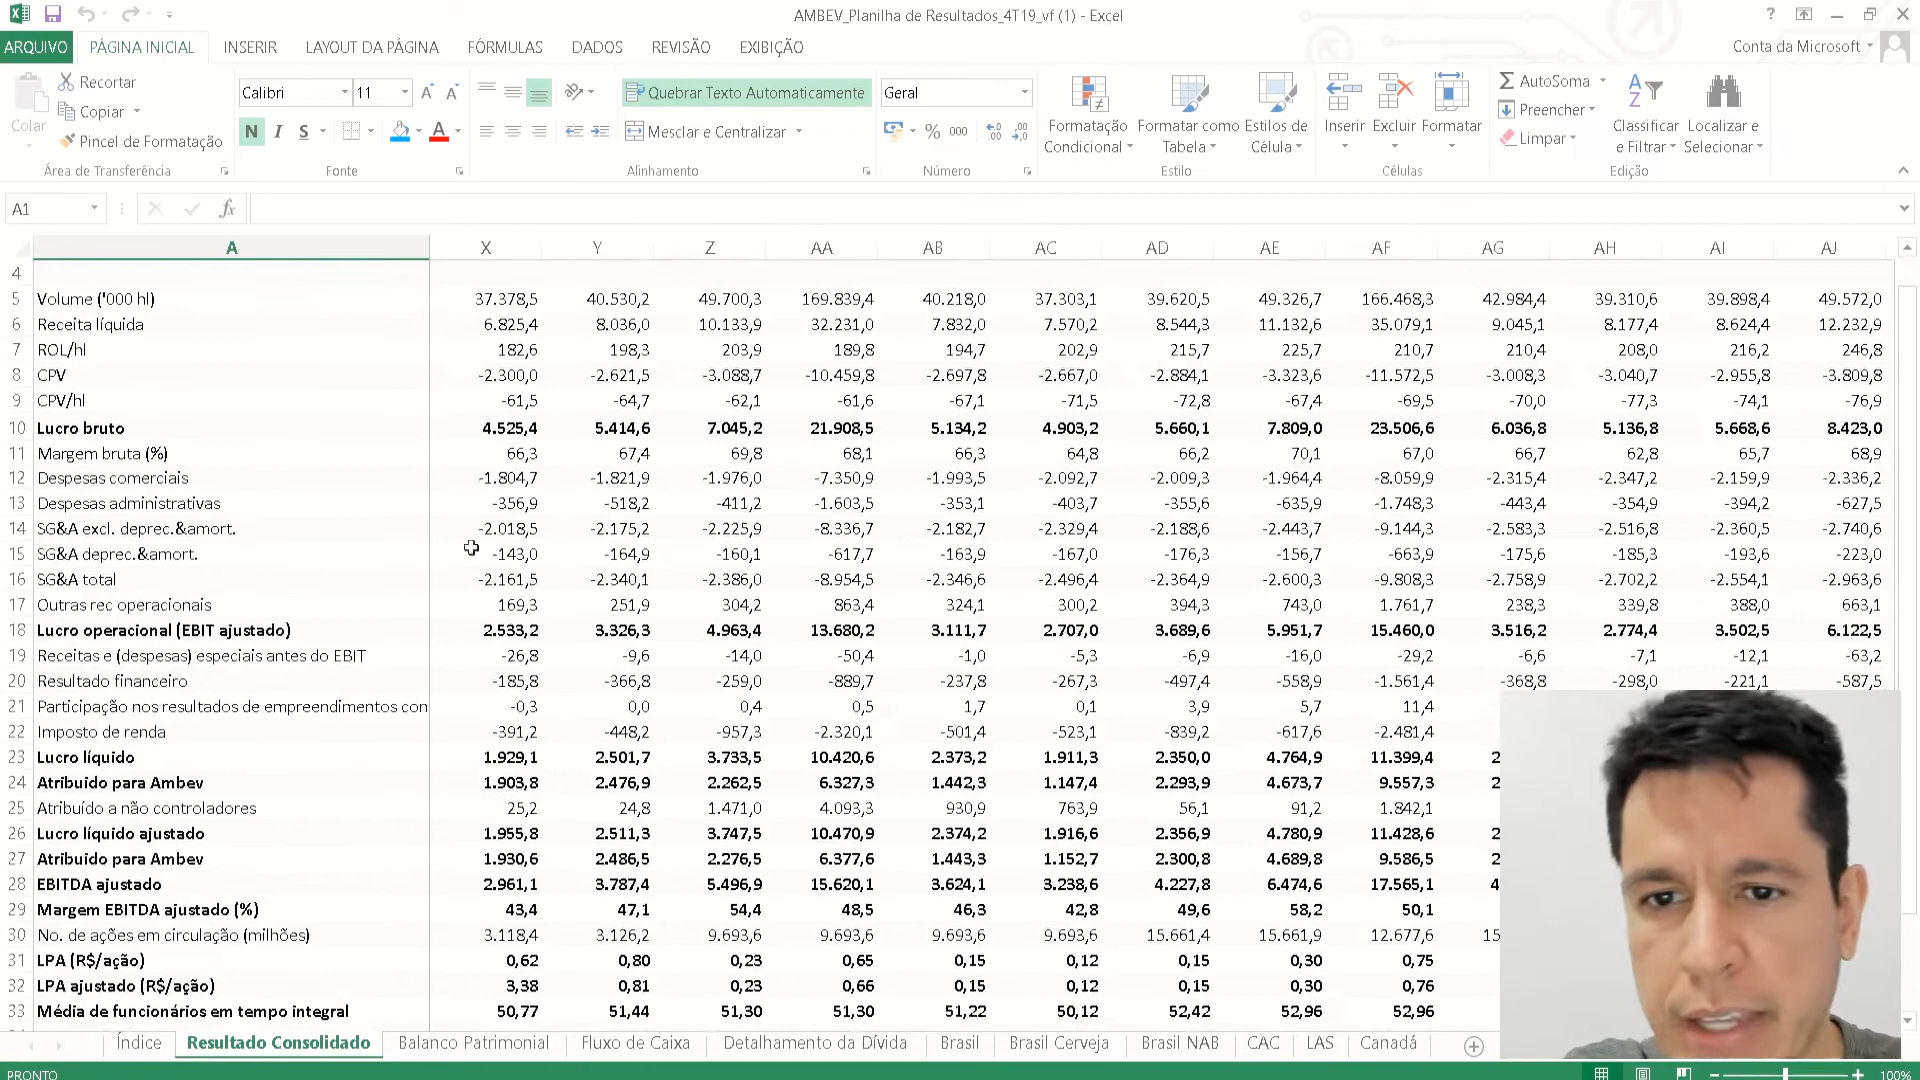 AMBEV_Planilha de Resultados_4T19_vf (1) - Excel
ARQUIVO PÁGINA INICIAL INSERIR LAYOUT DA PÁGINA FÓRMULAS DADOS REVISÃO EXIBIÇÃO Conta da Microsoft
Colar
Recortar
Copiar
Pincel de Formatação
Área de Transferência
Calibri 11
N I S
Fonte
Quebrar Texto Automaticamente
Mesclar e Centralizar
Alinhamento
Geral
% 000
Número
Formatação Condicional
Formatar como Tabela
Estilos de Célula
Estilo
Inserir
Excluir
Formatar
Células
AutoSoma
Preencher
Limpar
Classificar e Filtrar
Localizar e Selecionar
Edição
A1 fx
A X Y Z AA AB AC AD AE AF AG AH AI AJ
4
5 Volume ('000 hl) 37.378,5 40.530,2 49.700,3 169.839,4 40.218,0 37.303,1 39.620,5 49.326,7 166.468,3 42.984,4 39.310,6 39.898,4 49.572,0
6 Receita líquida 6.825,4 8.036,0 10.133,9 32.231,0 7.832,0 7.570,2 8.544,3 11.132,6 35.079,1 9.045,1 8.177,4 8.624,4 12.232,9
7 ROL/hl 182,6 198,3 203,9 189,8 194,7 202,9 215,7 225,7 210,7 210,4 208,0 216,2 246,8
8 CPV -2.300,0 -2.621,5 -3.088,7 -10.459,8 -2.697,8 -2.667,0 -2.884,1 -3.323,6 -11.572,5 -3.008,3 -3.040,7 -2.955,8 -3.809,8
9 CPV/hl -61,5 -64,7 -62,1 -61,6 -67,1 -71,5 -72,8 -67,4 -69,5 -70,0 -77,3 -74,1 -76,9
10 Lucro bruto 4.525,4 5.414,6 7.045,2 21.908,5 5.134,2 4.903,2 5.660,1 7.809,0 23.506,6 6.036,8 5.136,8 5.668,6 8.423,0
11 Margem bruta (%) 66,3 67,4 69,8 68,1 66,3 64,8 66,2 70,1 67,0 66,7 62,8 65,7 68,9
12 Despesas comerciais -1.804,7 -1.821,9 -1.976,0 -7.350,9 -1.993,5 -2.092,7 -2.009,3 -1.964,4 -8.059,9 -2.315,4 -2.347,2 -2.159,9 -2.336,2
13 Despesas administrativas -356,9 -518,2 -411,2 -1.603,5 -353,1 -403,7 -355,6 -635,9 -1.748,3 -443,4 -354,9 -394,2 -627,5
14 SG&A excl. deprec.&amort. -2.018,5 -2.175,2 -2.225,9 -8.336,7 -2.182,7 -2.329,4 -2.188,6 -2.443,7 -9.144,3 -2.583,3 -2.516,8 -2.360,5 -2.740,6
15 SG&A deprec.&amort. -143,0 -164,9 -160,1 -617,7 -163,9 -167,0 -176,3 -156,7 -663,9 -175,6 -185,3 -193,6 -223,0
16 SG&A total -2.161,5 -2.340,1 -2.386,0 -8.954,5 -2.346,6 -2.496,4 -2.364,9 -2.600,3 -9.808,3 -2.758,9 -2.702,2 -2.554,1 -2.963,6
17 Outras rec operacionais 169,3 251,9 304,2 863,4 324,1 300,2 394,3 743,0 1.761,7 238,3 339,8 388,0 663,1
18 Lucro operacional (EBIT ajustado) 2.533,2 3.326,3 4.963,4 13.680,2 3.111,7 2.707,0 3.689,6 5.951,7 15.460,0 3.516,2 2.774,4 3.502,5 6.122,5
19 Receitas e (despesas) especiais antes do EBIT -26,8 -9,6 -14,0 -50,4 -1,0 -5,3 -6,9 -16,0 -29,2 -6,6 -7,1 -12,1 -63,2
20 Resultado financeiro -185,8 -366,8 -259,0 -889,7 -237,8 -267,3 -497,4 -558,9 -1.561,4 -368,8 -298,0 -221,1 -587,5
21 Participação nos resultados de empreendimentos con -0,3 0,0 0,4 0,5 1,7 0,1 3,9 5,7 11,4
22 Imposto de renda -391,2 -448,2 -957,3 -2.320,1 -501,4 -523,1 -839,2 -617,6 -2.481,4
23 Lucro líquido 1.929,1 2.501,7 3.733,5 10.420,6 2.373,2 1.911,3 2.350,0 4.764,9 11.399,4 2
24 Atribuido para Ambev 1.903,8 2.476,9 2.262,5 6.327,3 1.442,3 1.147,4 2.293,9 4.673,7 9.557,3 2
25 Atribuído a não controladores 25,2 24,8 1.471,0 4.093,3 930,9 763,9 56,1 91,2 1.842,1
26 Lucro líquido ajustado 1.955,8 2.511,3 3.747,5 10.470,9 2.374,2 1.916,6 2.356,9 4.780,9 11.428,6 2
27 Atribuido para Ambev 1.930,6 2.486,5 2.276,5 6.377,6 1.443,3 1.152,7 2.300,8 4.689,8 9.586,5 2
28 EBITDA ajustado 2.961,1 3.787,4 5.496,9 15.620,1 3.624,1 3.238,6 4.227,8 6.474,6 17.565,1 4
29 Margem EBITDA ajustado (%) 43,4 47,1 54,4 48,5 46,3 42,8 49,6 58,2 50,1
30 No. de ações em circulação (milhões) 3.118,4 3.126,2 9.693,6 9.693,6 9.693,6 9.693,6 15.661,4 15.661,9 12.677,6 15
31 LPA (R$/ação) 0,62 0,80 0,23 0,65 0,15 0,12 0,15 0,30 0,75
32 LPA ajustado (R$/ação) 3,38 0,81 0,23 0,66 0,15 0,12 0,15 0,30 0,76
33 Média de funcionários em tempo integral 50,77 51,44 51,30 51,30 51,22 50,12 52,42 52,96 52,96
Índice Resultado Consolidado Balanco Patrimonial Fluxo de Caixa Detalhamento da Dívida Brasil Brasil Cerveja Brasil NAB CAC LAS Canadá
PRONTO 100%